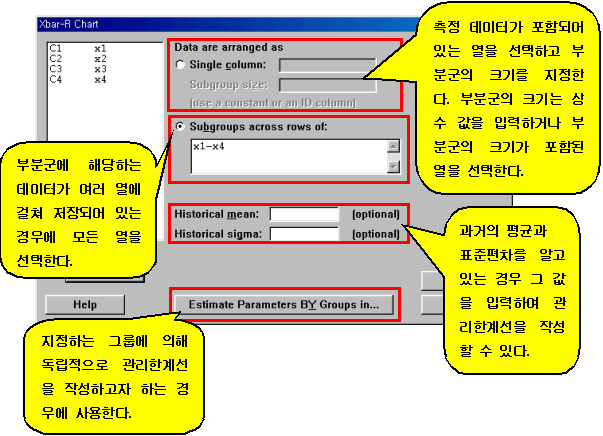 Xbar-R Chart
C1 x1
C2 x2
C3 x3
C4 x4
Data are arranged as
Single column:
Subgroup size:
(use a constant or an ID column)
Subgroups across rows of:
x1-x4
Historical mean: (optional)
Historical sigma: (optional)
Help
Estimate Parameters BY Groups in...
측정 데이터가 포함되어
있는 열을 선택하고 부
분군의 크기를 지정한
다. 부분군의 크기는 상
수 값을 입력하거나 부
분군의 크기가 포함된
열을 선택한다.
부분군에 해당하는
데이터가 여러 열에
걸쳐 저장되어 있는
경우에 모든 열을
선택한다.
과거의 평균과
표준편차를 알고
있는 경우 그 값
을 입력하여 관
리한계선을 작성
할 수 있다.
지정하는 그룹에 의해
독립적으로 관리한계선
을 작성하고자 하는 경
우에 사용한다.